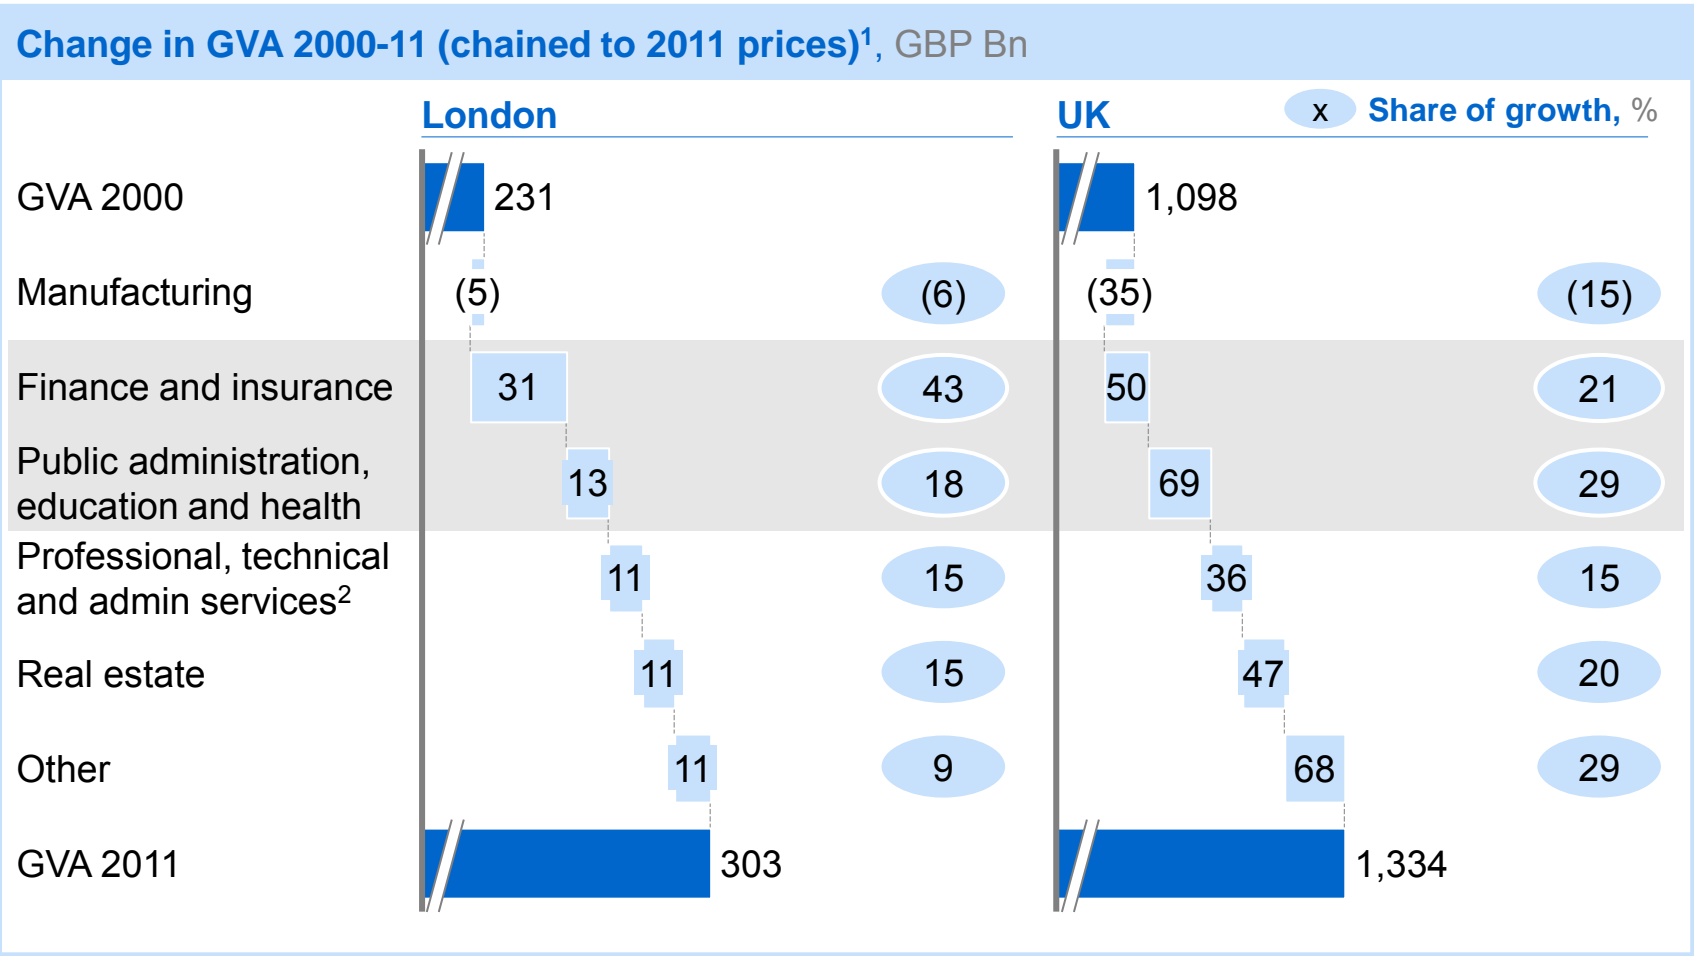 Change in GVA 2000-11 (chained to 2011 prices)¹, GBP Bn
London
UK
x Share of growth, %
GVA 2000 231 1,098
Manufacturing (5) (6) (35) (15)
Finance and insurance 31 43 50 21
Public administration,
education and health 13 18 69 29
Professional, technical
and admin services² 11 15 36 15
Real estate 11 15 47 20
Other 11 9 68 29
GVA 2011 303 1,334